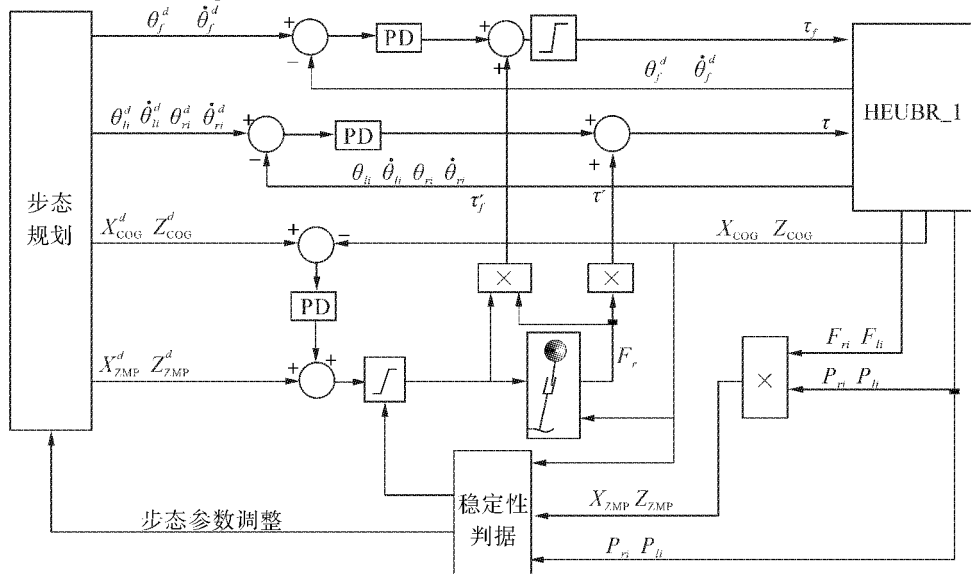 θ_f^d θ̇_f^d
+
−
PD
+
+
τ_f
θ_f^d θ̇_f^d
HEUBR_1
θ_li^d θ̇_li^d θ_ri^d θ̇_ri^d
+
−
PD
+
+
τ
θ_li θ̇_li θ_ri θ̇_ri
τ′_f
τ′
步态
规划
X_COG^d Z_COG^d
+
−
X_COG Z_COG
×
×
PD
F_r
F_ri F_li
X_ZMP^d Z_ZMP^d
+
+
×
P_ri P_li
稳定性
判据
X_ZMP Z_ZMP
步态参数调整
P_ri P_li